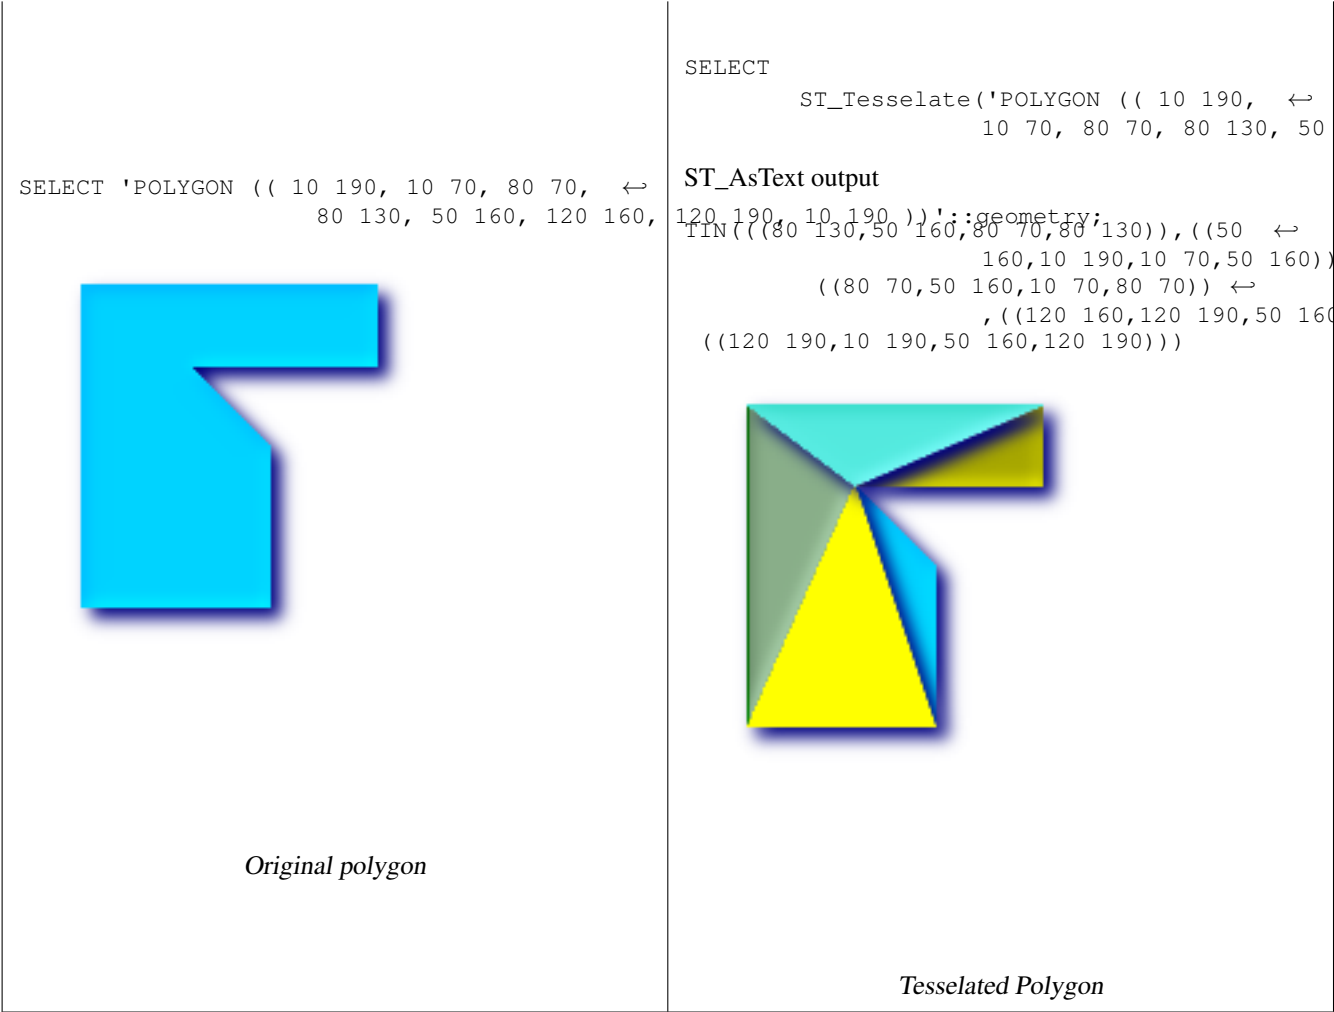 SELECT 'POLYGON (( 10 190, 10 70, 80 70, ↩
80 130, 50 160, 120 160, 120 190, 10 190 ))'::geometry;
Original polygon
SELECT
ST_Tesselate('POLYGON (( 10 190, ↩
10 70, 80 70, 80 130, 50
ST_AsText output
TIN(((80 130,50 160,80 70,80 130)),((50 ↩
160,10 190,10 70,50 160))
((80 70,50 160,10 70,80 70)) ↩
,((120 160,120 190,50 160
((120 190,10 190,50 160,120 190)))
Tesselated Polygon